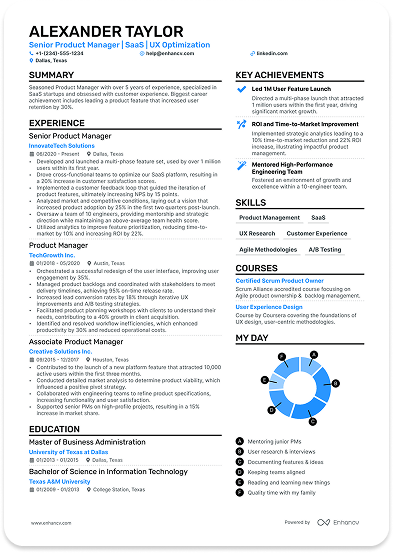 ALEXANDER TAYLOR
Senior Product Manager | SaaS | UX Optimization
+1-(234)-555-1234
help@enhancv.com
linkedin.com
Dallas, Texas
SUMMARY
Seasoned Product Manager with over 5 years of experience, specialized in
SaaS startups and obsessed with customer experience. Biggest career
achievement includes leading a product feature that increased user
retention by 30%.
EXPERIENCE
Senior Product Manager
InnovateTech Solutions
06/2020 - Present
Dallas, Texas
• Developed and launched a multi-phase feature set, used by over 1 million
users within its first year.
• Drove cross-functional teams to optimize our SaaS platform, resulting in a
20% increase in customer satisfaction scores.
• Implemented a customer feedback loop that guided the iteration of
product features, ultimately increasing NPS by 15 points.
• Analyzed market and competitive conditions, laying out a vision that
increased product adoption by 25% in the first two quarters post-launch.
• Oversaw a team of 10 engineers, providing mentorship and strategic
direction while maintaining an above-average team health score.
• Utilized analytics to improve feature prioritization, reducing time-to-
market by 10% and increasing ROI by 22%.
Product Manager
TechGrowth Inc.
01/2018 - 05/2020
Austin, Texas
• Orchestrated a successful redesign of the user interface, improving user
engagement by 35%.
• Managed product backlogs and coordinated with stakeholders to meet
delivery timelines, achieving 95% on-time release rate.
• Increased lead conversion rates by 18% through iterative UX
improvements and A/B testing strategies.
• Facilitated product planning workshops with clients to understand their
needs, contributing to a 40% growth in client acquisition.
• Identified and resolved workflow inefficiencies, which enhanced
productivity by 30% and reduced operational costs.
Associate Product Manager
Creative Solutions Inc.
09/2015 - 12/2017
Houston, Texas
• Contributed to the launch of a new platform feature that attracted 10,000
active users within the first three months.
• Conducted detailed market analysis to determine product viability, which
influenced a positive pivot strategy.
• Collaborated with engineering teams to refine product specifications,
increasing functionality and user satisfaction.
• Supported senior PMs on high-profile projects, resulting in a 15%
increase in market share.
EDUCATION
Master of Business Administration
University of Texas at Dallas
01/2013 - 01/2015
Dallas, Texas
Bachelor of Science in Information Technology
Texas A&M University
01/2009 - 01/2013
College Station, Texas
KEY ACHIEVEMENTS
Led 1M User Feature Launch
Directed a multi-phase launch that attracted
1 million users within the first year, driving
significant market growth.
ROI and Time-to-Market Improvement
Implemented strategic analytics leading to a
10% time-to-market reduction and 22% ROI
increase, illustrating impactful product
management.
Mentored High-Performance
Engineering Team
Fostered an environment of growth and
excellence within a 10-engineer team.
SKILLS
Product Management
SaaS
UX Research
Customer Experience
Agile Methodologies
A/B Testing
COURSES
Certified Scrum Product Owner
Scrum Alliance accredited course focusing on
Agile product ownership & backlog management.
User Experience Design
Course by Coursera covering the foundations of
UX design, user-centric methodologies.
MY DAY
A
B
C
D
E
F
A Mentoring junior PMs
B User research & interviews
C Documenting features & ideas
D Keeping teams aligned
E Reading and learning new things
F Quality time with my family
www.enhancv.com
Powered by
Enhancv